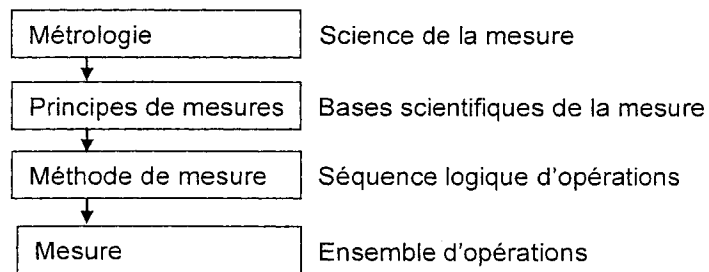 Métrologie Science de la mesure
Principes de mesures Bases scientifiques de la mesure
Méthode de mesure Séquence logique d'opérations
Mesure Ensemble d'opérations